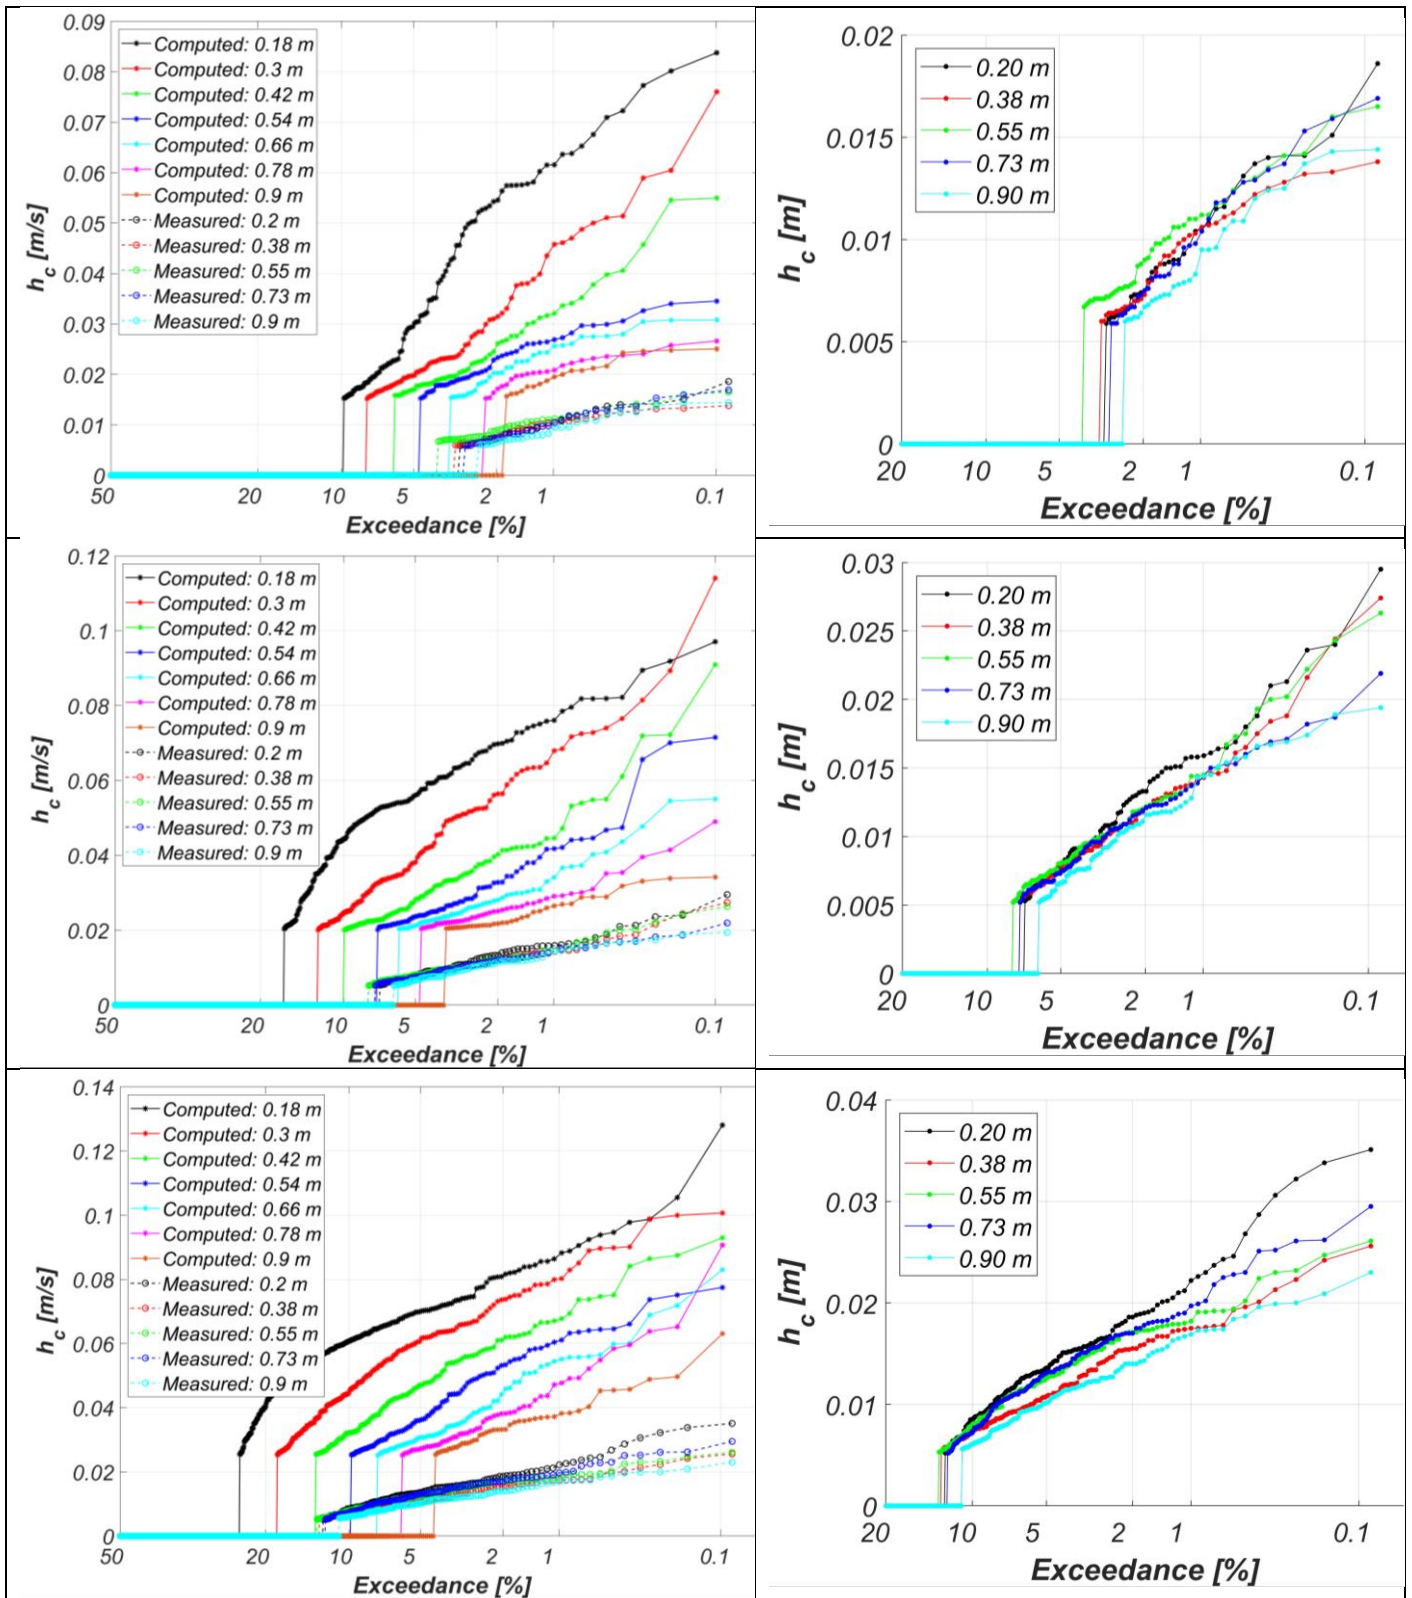 0.09
0.08
0.07
0.06
0.05
0.04
0.03
0.02
0.01
0
h_c [m/s]
Computed: 0.18 m
Computed: 0.3 m
Computed: 0.42 m
Computed: 0.54 m
Computed: 0.66 m
Computed: 0.78 m
Computed: 0.9 m
Measured: 0.2 m
Measured: 0.38 m
Measured: 0.55 m
Measured: 0.73 m
Measured: 0.9 m
50 20 10 5 2 1 0.1
Exceedance [%]
0.02
0.015
0.01
0.005
0
h_c [m]
0.20 m
0.38 m
0.55 m
0.73 m
0.90 m
20 10 5 2 1 0.1
Exceedance [%]
0.12
0.1
0.08
0.06
0.04
0.02
0
h_c [m/s]
Computed: 0.18 m
Computed: 0.3 m
Computed: 0.42 m
Computed: 0.54 m
Computed: 0.66 m
Computed: 0.78 m
Computed: 0.9 m
Measured: 0.2 m
Measured: 0.38 m
Measured: 0.55 m
Measured: 0.73 m
Measured: 0.9 m
50 20 10 5 2 1 0.1
Exceedance [%]
0.03
0.025
0.02
0.015
0.01
0.005
0
h_c [m]
0.20 m
0.38 m
0.55 m
0.73 m
0.90 m
20 10 5 2 1 0.1
Exceedance [%]
0.14
0.12
0.1
0.08
0.06
0.04
0.02
0
h_c [m/s]
Computed: 0.18 m
Computed: 0.3 m
Computed: 0.42 m
Computed: 0.54 m
Computed: 0.66 m
Computed: 0.78 m
Computed: 0.9 m
Measured: 0.2 m
Measured: 0.38 m
Measured: 0.55 m
Measured: 0.73 m
Measured: 0.9 m
50 20 10 5 2 1 0.1
Exceedance [%]
0.04
0.03
0.02
0.01
0
h_c [m]
0.20 m
0.38 m
0.55 m
0.73 m
0.90 m
20 10 5 2 1 0.1
Exceedance [%]